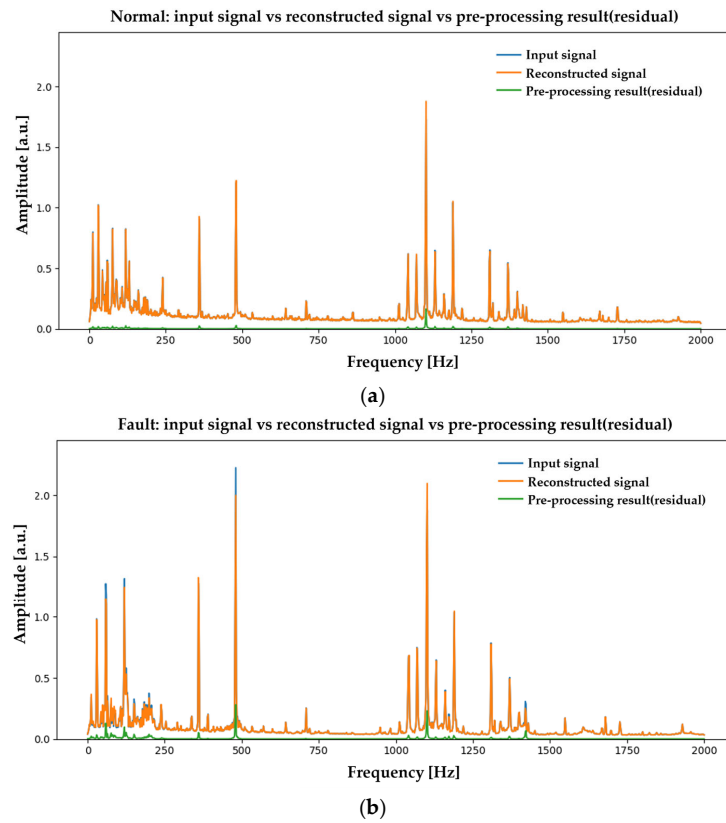 Normal: input signal vs reconstructed signal vs pre-processing result(residual)
Input signal
Reconstructed signal
Pre-processing result(residual)
Amplitude [a.u.]
2.0
1.5
1.0
0.5
0.0
0 250 500 750 1000 1250 1500 1750 2000
Frequency [Hz]
(a)
Fault: input signal vs reconstructed signal vs pre-processing result(residual)
Input signal
Reconstructed signal
Pre-processing result(residual)
Amplitude [a.u.]
2.0
1.5
1.0
0.5
0.0
0 250 500 750 1000 1250 1500 1750 2000
Frequency [Hz]
(b)